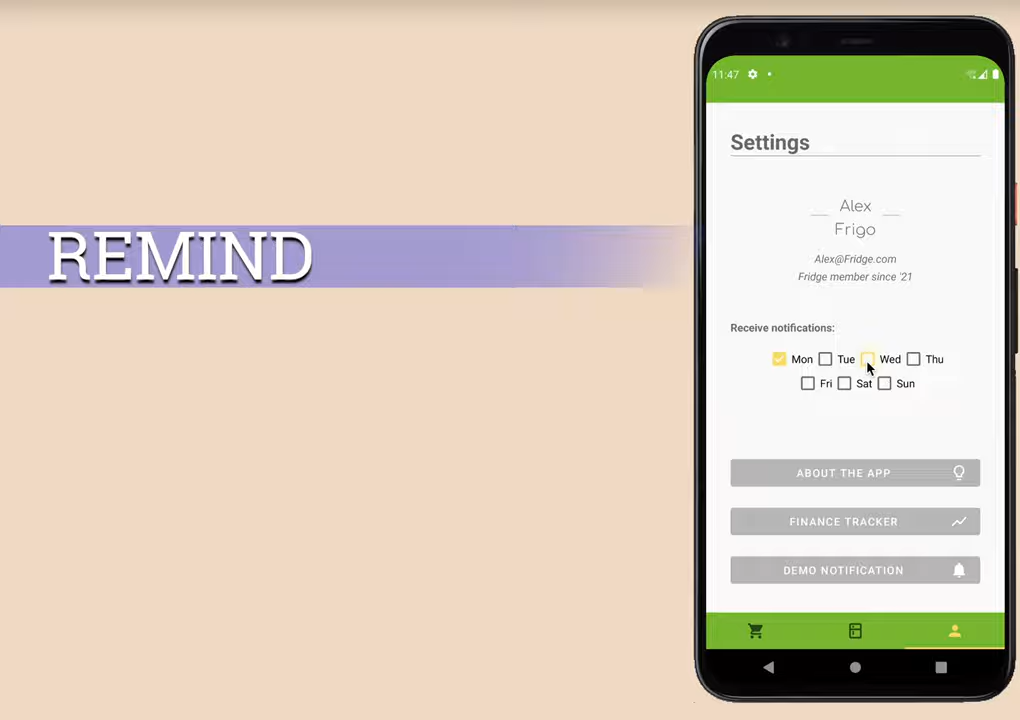 REMIND
11:47
Settings
Alex
Frigo
Alex@Fridge.com
Fridge member since '21
Receive notifications:
Mon Tue Wed Thu
Fri Sat Sun
ABOUT THE APP
FINANCE TRACKER
DEMO NOTIFICATION